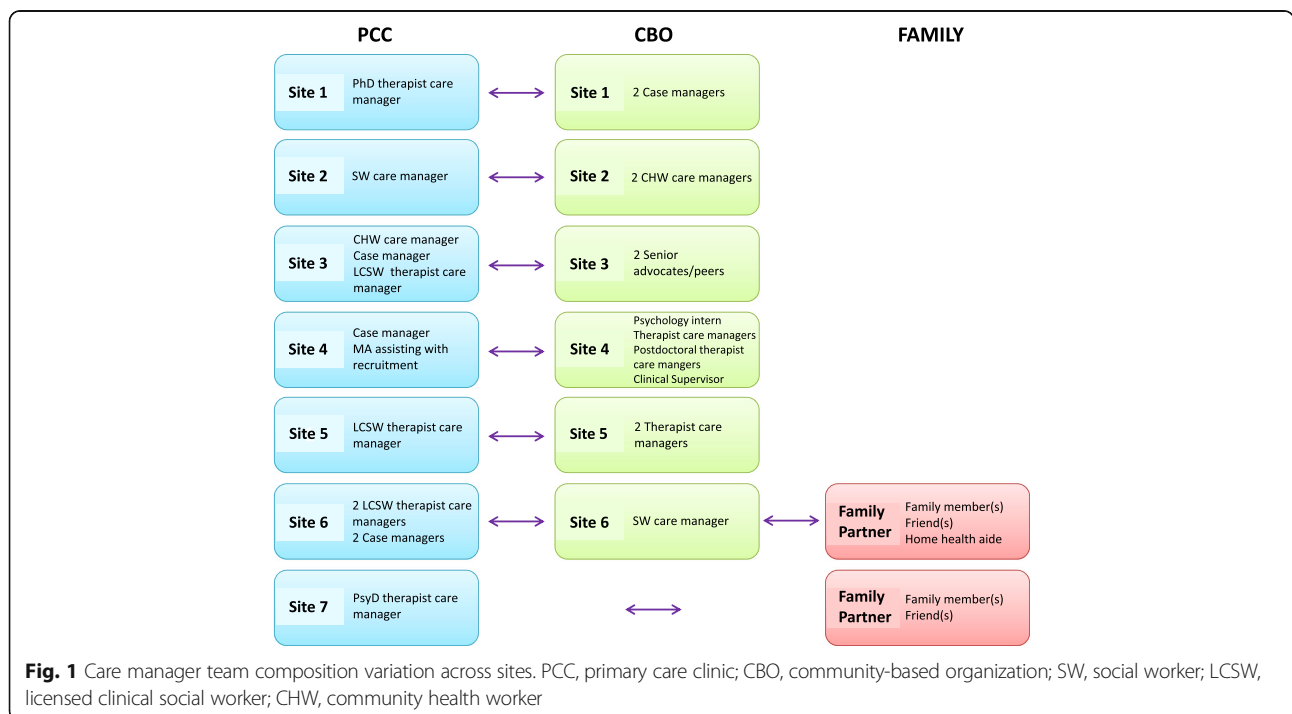 PCC CBO FAMILY
Site 1
PhD therapist care
manager
Site 1
2 Case managers
Site 2
SW care manager
Site 2
2 CHW care managers
Site 3
CHW care manager
Case manager
LCSW therapist care
manager
Site 3
2 Senior
advocates/peers
Site 4
Case manager
MA assisting with
recruitment
Site 4
Psychology intern
Therapist care managers
Postdoctoral therapist
care mangers
Clinical Supervisor
Site 5
LCSW therapist care
manager
Site 5
2 Therapist care
managers
Site 6
2 LCSW therapist care
managers
2 Case managers
Site 6
SW care manager
Family
Partner
Family member(s)
Friend(s)
Home health aide
Site 7
PsyD therapist care
manager
Family
Partner
Family member(s)
Friend(s)
Fig. 1 Care manager team composition variation across sites. PCC, primary care clinic; CBO, community-based organization; SW, social worker; LCSW,
licensed clinical social worker; CHW, community health worker